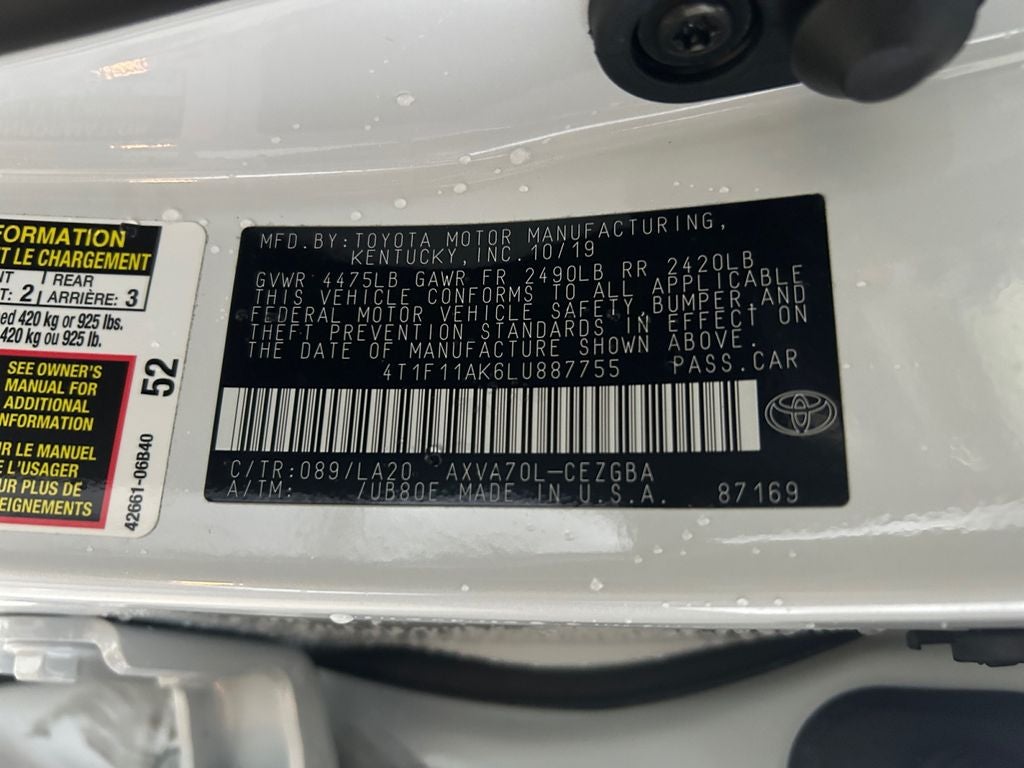 FORMATION
T LE CHARGEMENT
NT REAR
T: 2 ARRIÈRE: 3
ed 420 kg or 925 lbs.
420 kg ou 925 lb.
SEE OWNER'S
MANUAL FOR
ADDITIONAL
INFORMATION
R LE MANUEL
E L'USAGER
UR PLUS DE
EIGNEMENTS
52
42661-06B40
MFD.BY:TOYOTA MOTOR MANUFACTURING,
KENTUCKY,INC.10/19
GVWR 4475LB GAWR FR 2490LB RR 2420LB
THIS VEHICLE CONFORMS TO ALL APPLICABLE
FEDERAL MOTOR VEHICLE SAFETY,BUMPER,AND
THEFT PREVENTION STANDARDS IN EFFECT ON
THE DATE OF MANUFACTURE SHOWN ABOVE.
4T1F11AK6LU887755 PASS.CAR
C/TR:089/LA20 AXVA70L-CEZGBA
A/TM: /UB80E MADE IN U.S.A. 87169